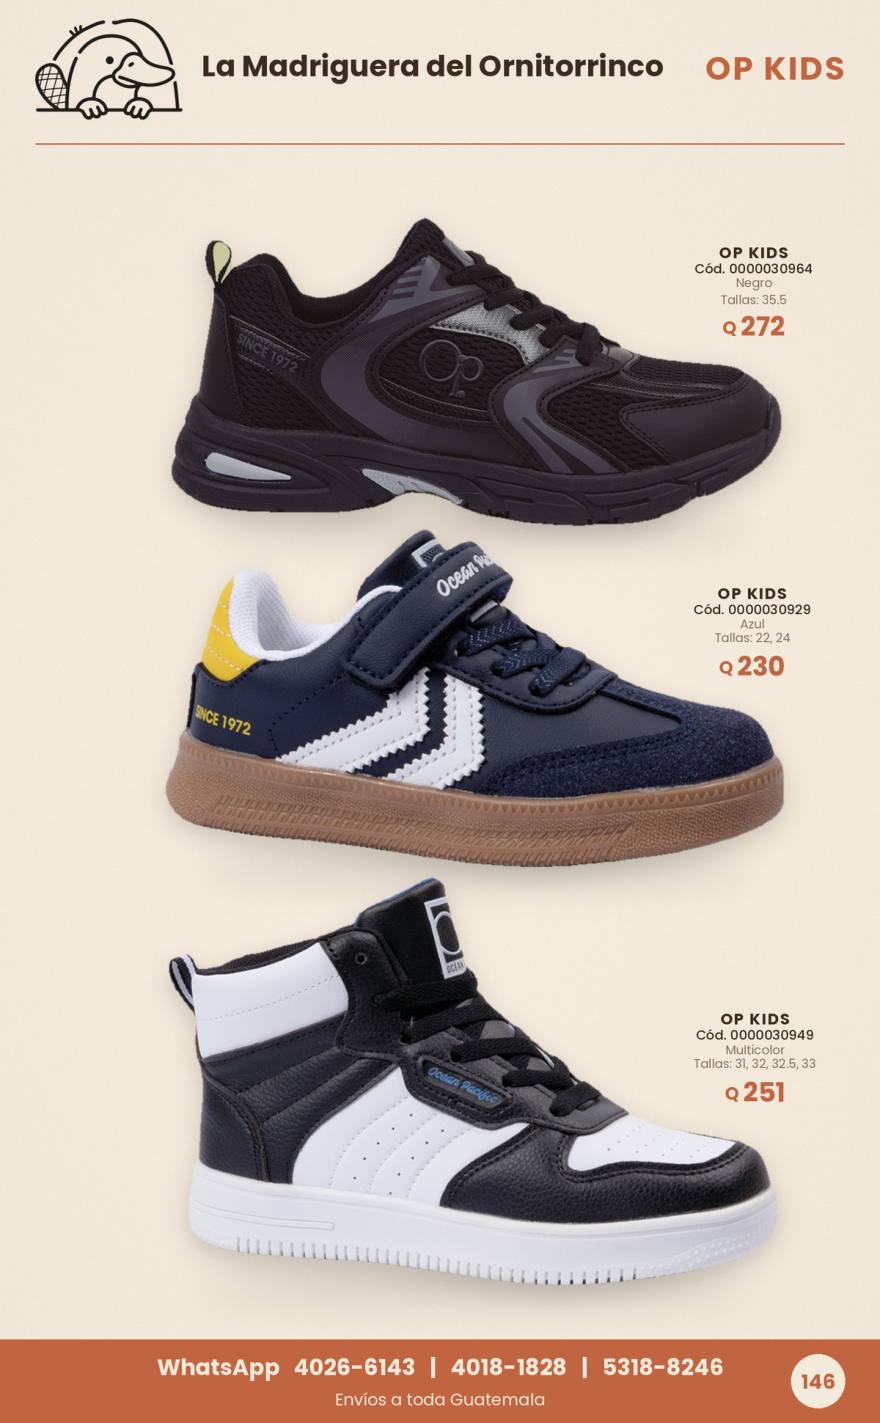 La Madriguera del Ornitorrinco
OP KIDS
OP KIDS
Cód. 0000030964
Negro
Tallas: 35.5
Q 272
SINCE 1972
Op
OP KIDS
Cód. 0000030929
Azul
Tallas: 22, 24
Q 230
Ocean
SINCE 1972
OP KIDS
Cód. 0000030949
Multicolor
Tallas: 31, 32, 32.5, 33
Q 251
Ocean Pacific
WhatsApp 4026-6143 | 4018-1828 | 5318-8246
Envíos a toda Guatemala
146